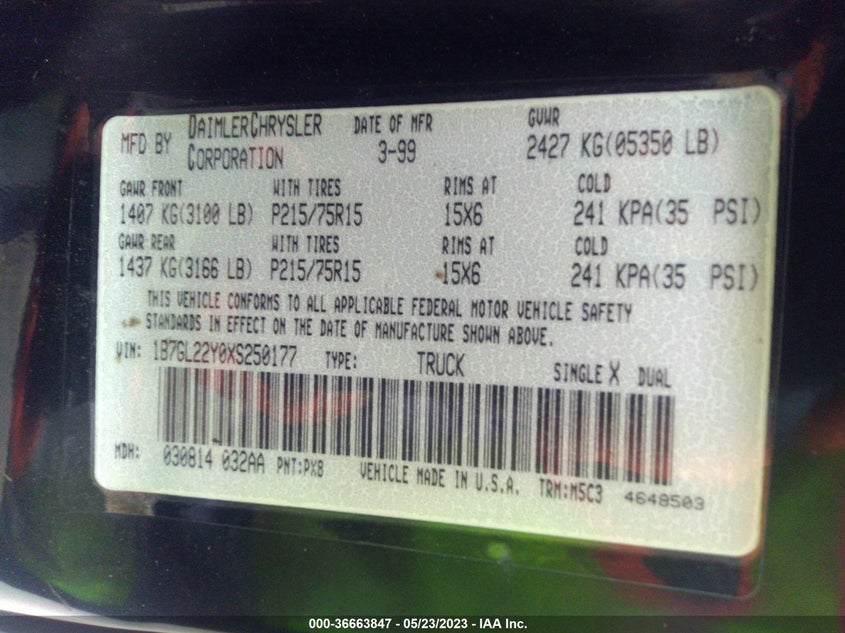 MFD BY DAIMLERCHRYSLER CORPORATION DATE OF MFR 3-99 GVWR 2427 KG(05350 LB)
GAWR FRONT WITH TIRES RIMS AT COLD
1407 KG(3100 LB) P215/75R15 15X6 241 KPA(35 PSI)
GAWR REAR WITH TIRES RIMS AT COLD
1437 KG(3166 LB) P215/75R15 15X6 241 KPA(35 PSI)
THIS VEHICLE CONFORMS TO ALL APPLICABLE FEDERAL MOTOR VEHICLE SAFETY
STANDARDS IN EFFECT ON THE DATE OF MANUFACTURE SHOWN ABOVE.
VIN: 1B7GL22Y0XS250177 TYPE: TRUCK SINGLE X DUAL
MDH: 030814 032AA PNT:PX8 VEHICLE MADE IN U.S.A. TRM:M5C3 4648503
000-36663847 - 05/23/2023 - IAA Inc.